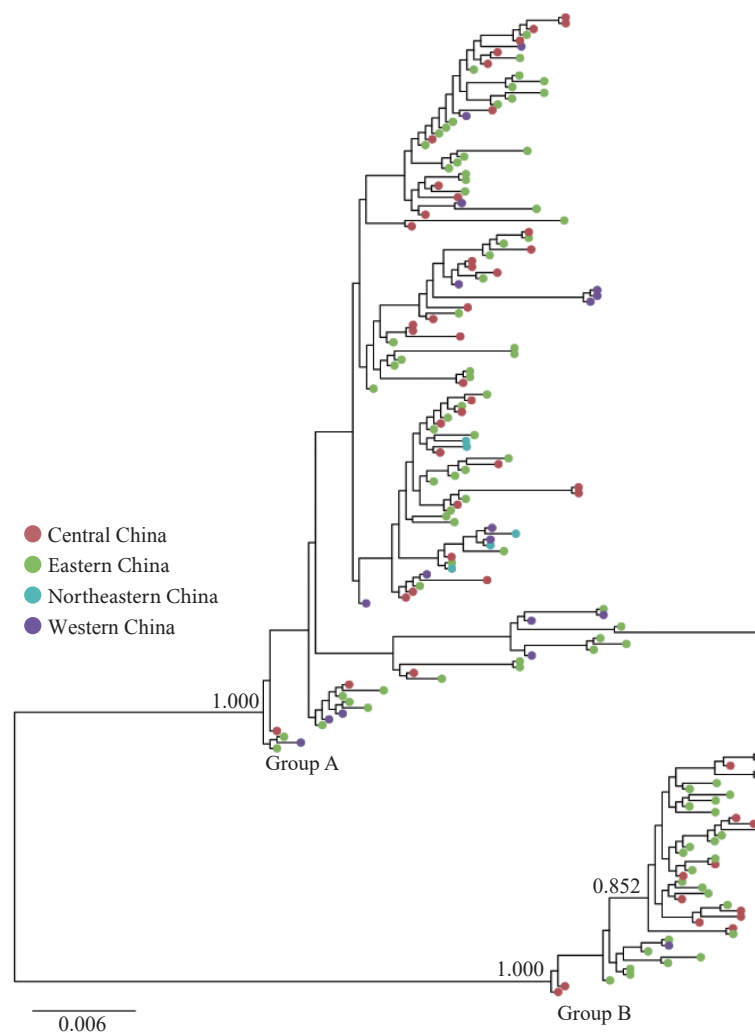 Central China
Eastern China
Northeastern China
Western China
1.000
Group A
0.852
1.000
Group B
0.006